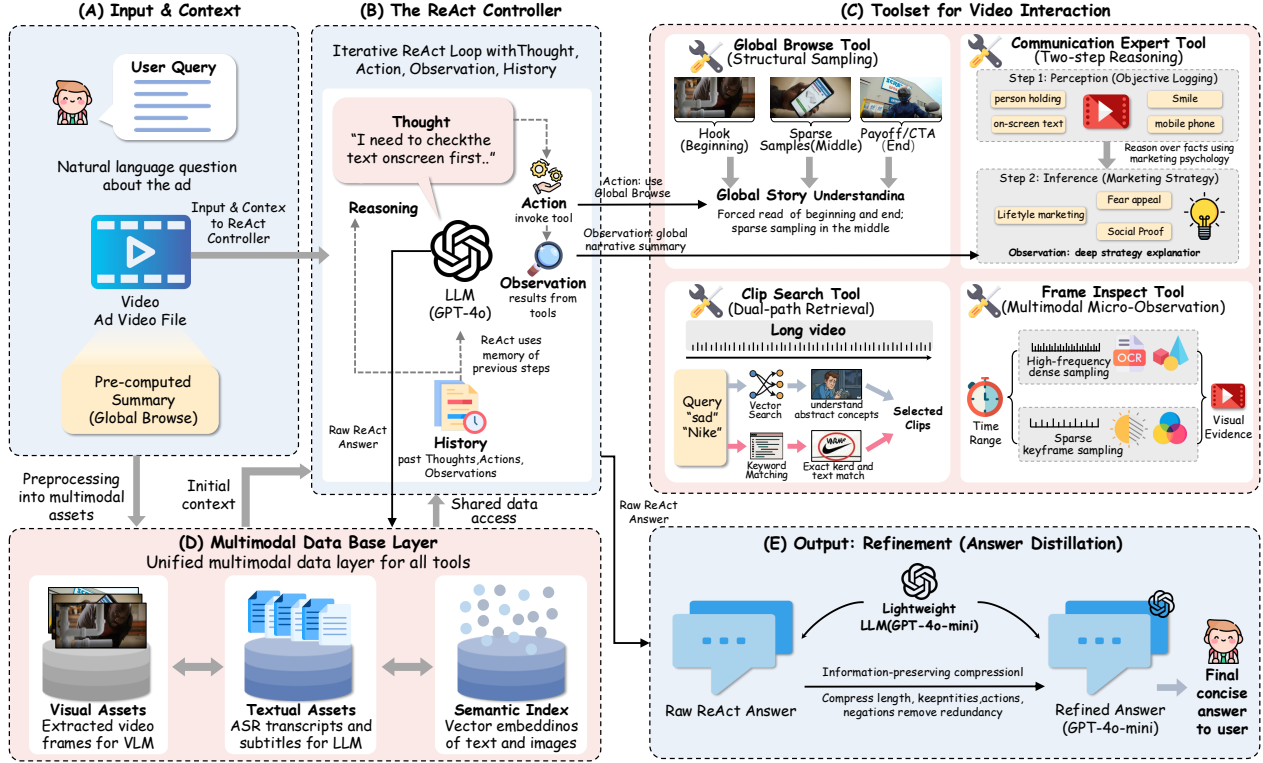 (A) Input & Context
User Query
Natural language question
about the ad
Input & Contex
to ReAct
Controller
Video
Ad Video File
Pre-computed
Summary
(Global Browse)
Preprocessing
into multimodal
assets
Initial
context
(B) The ReAct Controller
Iterative ReAct Loop withThought,
Action, Observation, History
Thought
“I need to checkthe
text onscreen first..”
Reasoning
Action
invoke tool
Observation
results from
tools
LLM
(GPT-4o)
ReAct uses
memory of
previous steps
Raw ReAct
Answer
History
past Thoughts,Actions,
Observations
Shared data
access
Action: use
Global Browse
Observation: global
narrative summary
Raw ReAct
Answer
(C) Toolset for Video Interaction
Global Browse Tool
(Structural Sampling)
Hook
(Beginning)
Sparse
Samples(Middle)
Payoff/CTA
(End)
Global Story Understandina
Forced read of beginning and end;
sparse sampling in the middle
Communication Expert Tool
(Two-step Reasoning)
Step 1: Perception (Objective Logging)
person holding
Smile
on-screen text
mobile phone
Reason over facts using
marketing psychology
Step 2: Inference (Marketing Strategy)
Lifetyle marketing
Fear appeal
Social Proof
Observation: deep strategy explanatior
Clip Search Tool
(Dual-path Retrieval)
Long video
Query
“sad”
“Nike”
Vector
Search
understand
abstract concepts
Selected
Clips
Keyword
Matching
Exact kerd and
text match
Frame Inspect Tool
(Multimodal Micro-Observation)
High-frequency
dense sampling
OCR
Time
Range
Sparse
keyframe sampling
Visual
Evidence
(D) Multimodal Data Base Layer
Unified multimodal data layer for all tools
Visual Assets
Extracted video
frames for VLM
Textual Assets
ASR transcripts and
subtitles for LLM
Semantic Index
Vector embeddinos
of text and images
(E) Output: Refinement (Answer Distillation)
Lightweight
LLM(GPT-4o-mini)
Raw ReAct Answer
Information-preserving compressionl
Compress length, keepntities,actions,
negations remove redundancy
Refined Answer
(GPT-4o-mini)
Final
concise
answer
to user